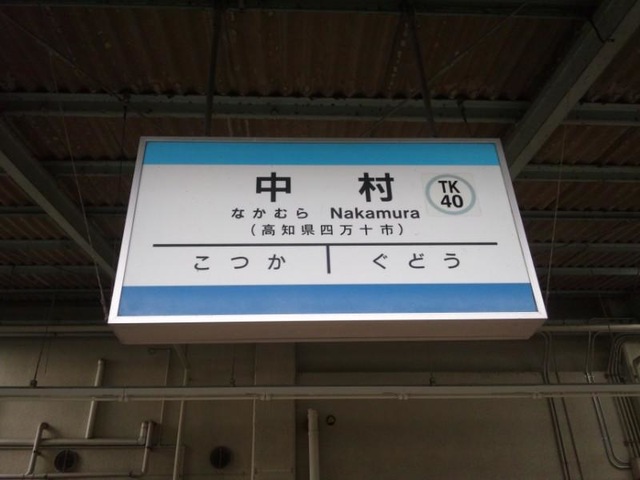 中村
TK
40
なかむら Nakamura
(高知県四万十市)
こつか ぐどう